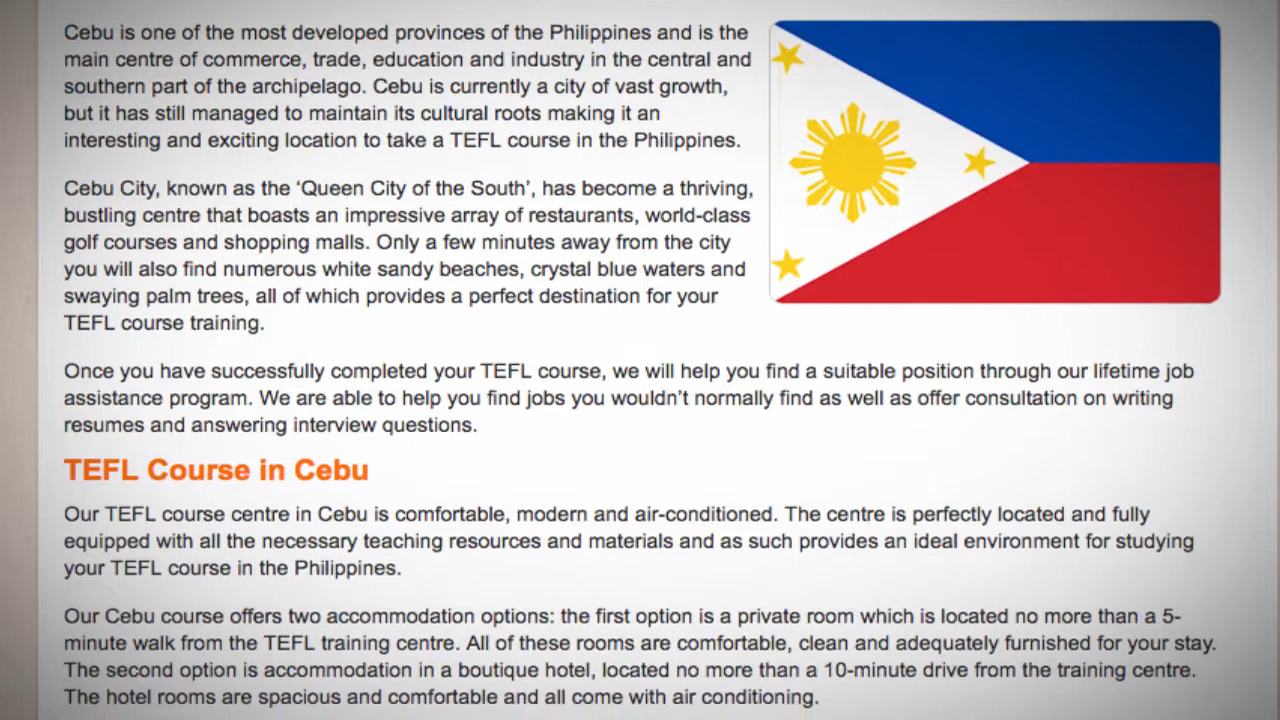 Cebu is one of the most developed provinces of the Philippines and is the
main centre of commerce, trade, education and industry in the central and
southern part of the archipelago. Cebu is currently a city of vast growth,
but it has still managed to maintain its cultural roots making it an
interesting and exciting location to take a TEFL course in the Philippines.
Cebu City, known as the ‘Queen City of the South’, has become a thriving,
bustling centre that boasts an impressive array of restaurants, world-class
golf courses and shopping malls. Only a few minutes away from the city
you will also find numerous white sandy beaches, crystal blue waters and
swaying palm trees, all of which provides a perfect destination for your
TEFL course training.
Once you have successfully completed your TEFL course, we will help you find a suitable position through our lifetime job
assistance program. We are able to help you find jobs you wouldn’t normally find as well as offer consultation on writing
resumes and answering interview questions.
TEFL Course in Cebu
Our TEFL course centre in Cebu is comfortable, modern and air-conditioned. The centre is perfectly located and fully
equipped with all the necessary teaching resources and materials and as such provides an ideal environment for studying
your TEFL course in the Philippines.
Our Cebu course offers two accommodation options: the first option is a private room which is located no more than a 5-
minute walk from the TEFL training centre. All of these rooms are comfortable, clean and adequately furnished for your stay.
The second option is accommodation in a boutique hotel, located no more than a 10-minute drive from the training centre.
The hotel rooms are spacious and comfortable and all come with air conditioning.